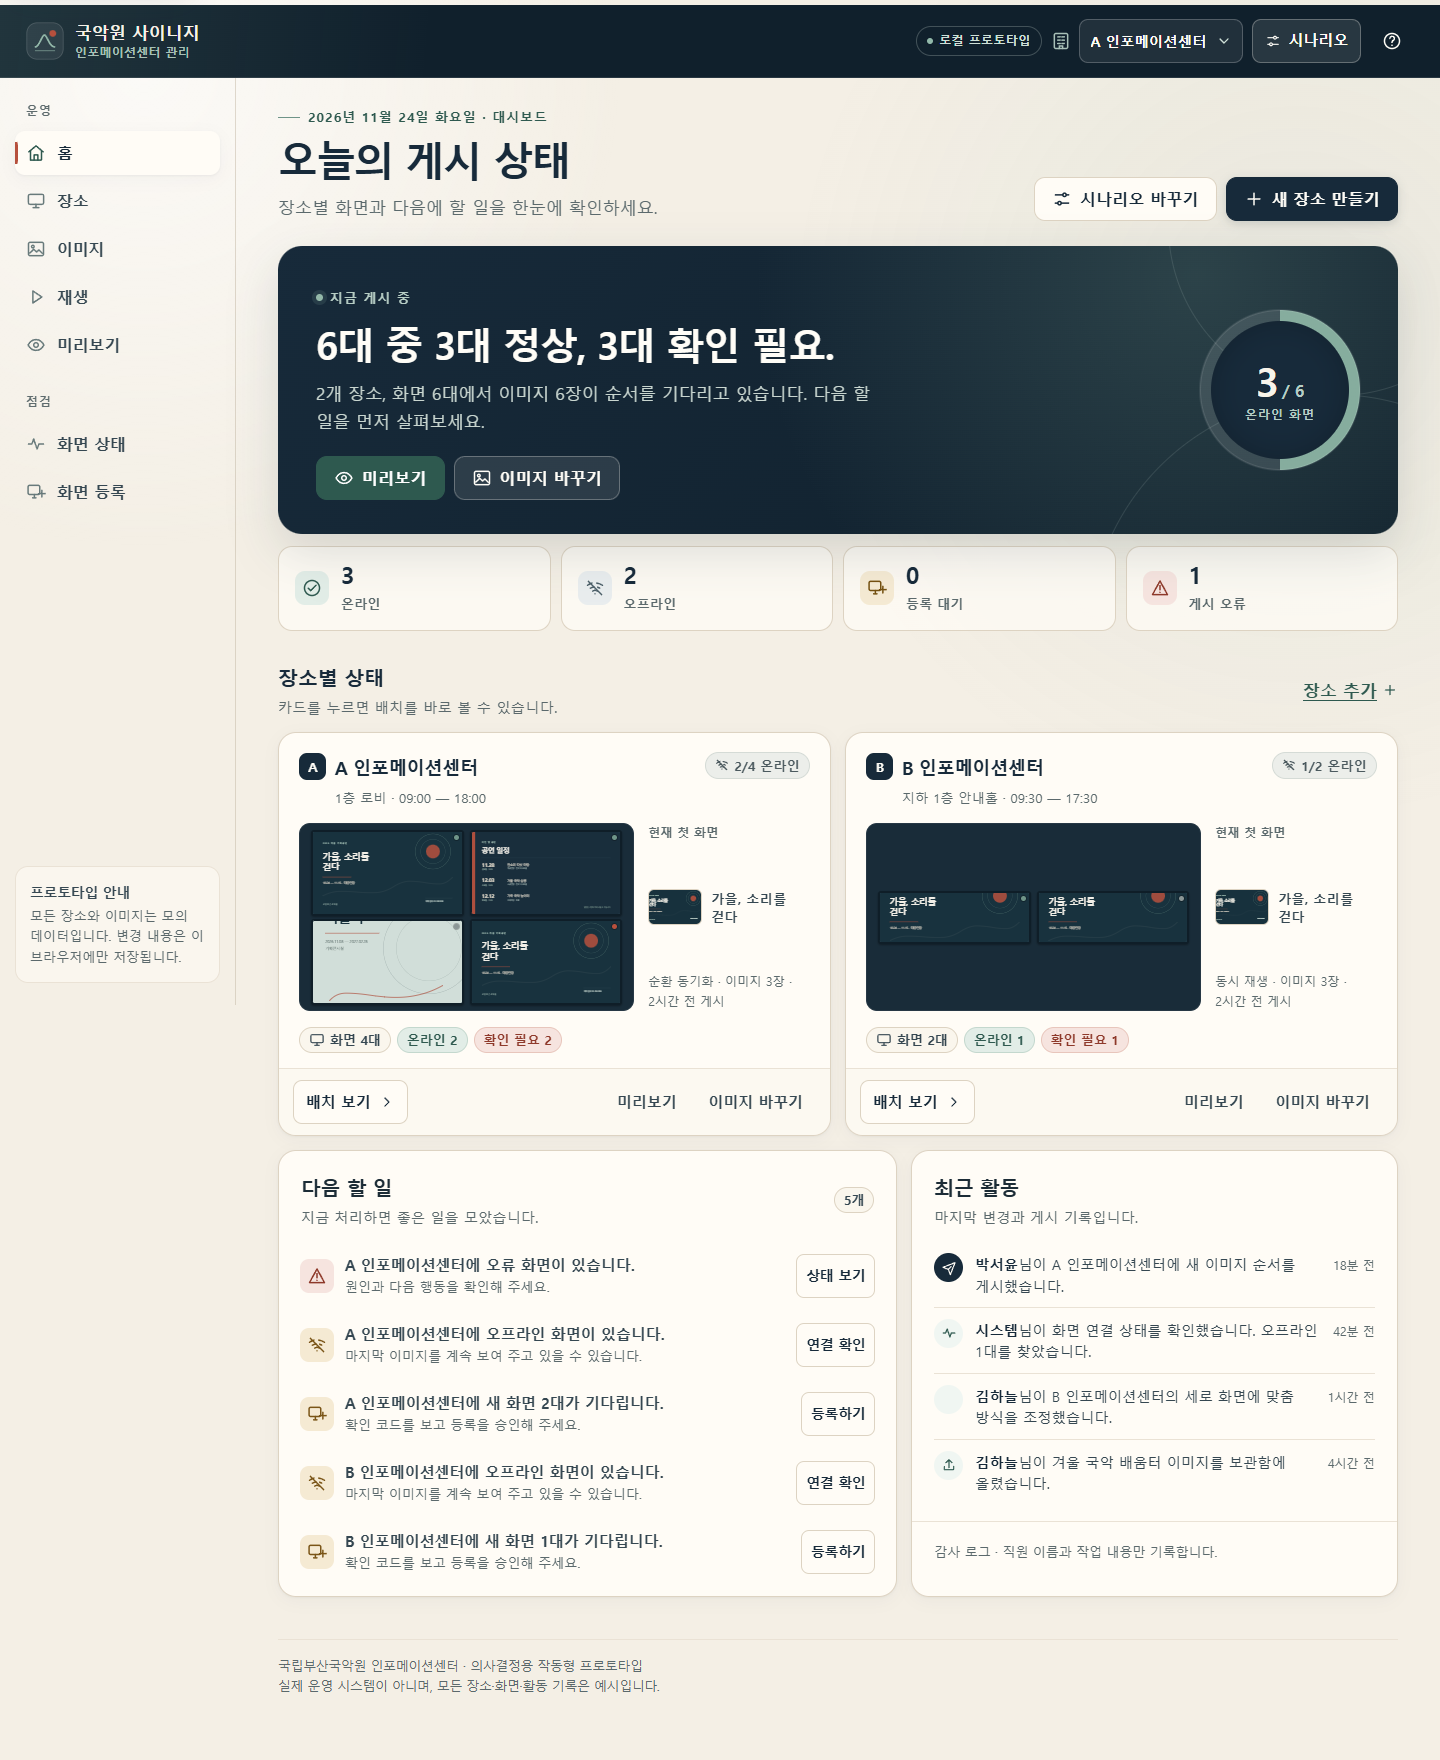 국악원 사이니지
인포메이션센터 관리
로컬 프로토타입
A 인포메이션센터
시나리오
운영
홈
장소
이미지
재생
미리보기
점검
화면 상태
화면 등록
프로토타입 안내
모든 장소와 이미지는 모의
데이터입니다. 변경 내용은 이
브라우저에만 저장됩니다.
2026년 11월 24일 화요일 · 대시보드
오늘의 게시 상태
장소별 화면과 다음에 할 일을 한눈에 확인하세요.
시나리오 바꾸기
새 장소 만들기
지금 게시 중
6대 중 3대 정상, 3대 확인 필요.
2개 장소, 화면 6대에서 이미지 6장이 순서를 기다리고 있습니다. 다음 할
일을 먼저 살펴보세요.
미리보기
이미지 바꾸기
3 / 6
온라인 화면
3
온라인
2
오프라인
0
등록 대기
1
게시 오류
장소별 상태
카드를 누르면 배치를 바로 볼 수 있습니다.
장소 추가 +
A
A 인포메이션센터
2/4 온라인
1층 로비 · 09:00 — 18:00
가을, 소리를
걷다
공연 일정
11.28
12.03
12.12
가을, 소리를
걷다
현재 첫 화면
가을, 소리를
걷다
순환 동기화 · 이미지 3장 ·
2시간 전 게시
화면 4대
온라인 2
확인 필요 2
배치 보기
미리보기
이미지 바꾸기
B
B 인포메이션센터
1/2 온라인
지하 1층 안내홀 · 09:30 — 17:30
가을, 소리를
걷다
가을, 소리를
걷다
현재 첫 화면
가을, 소리를
걷다
동시 재생 · 이미지 3장 ·
2시간 전 게시
화면 2대
온라인 1
확인 필요 1
배치 보기
미리보기
이미지 바꾸기
다음 할 일
지금 처리하면 좋은 일을 모았습니다.
5개
A 인포메이션센터에 오류 화면이 있습니다.
원인과 다음 행동을 확인해 주세요.
상태 보기
A 인포메이션센터에 오프라인 화면이 있습니다.
마지막 이미지를 계속 보여 주고 있을 수 있습니다.
연결 확인
A 인포메이션센터에 새 화면 2대가 기다립니다.
확인 코드를 보고 등록을 승인해 주세요.
등록하기
B 인포메이션센터에 오프라인 화면이 있습니다.
마지막 이미지를 계속 보여 주고 있을 수 있습니다.
연결 확인
B 인포메이션센터에 새 화면 1대가 기다립니다.
확인 코드를 보고 등록을 승인해 주세요.
등록하기
최근 활동
마지막 변경과 게시 기록입니다.
박서윤님이 A 인포메이션센터에 새 이미지 순서를
게시했습니다.
18분 전
시스템님이 화면 연결 상태를 확인했습니다. 오프라인
1대를 찾았습니다.
42분 전
김하늘님이 B 인포메이션센터의 세로 화면에 맞춤
방식을 조정했습니다.
1시간 전
김하늘님이 겨울 국악 배움터 이미지를 보관함에
올렸습니다.
4시간 전
감사 로그 · 직원 이름과 작업 내용만 기록합니다.
국립부산국악원 인포메이션센터 · 의사결정용 작동형 프로토타입
실제 운영 시스템이 아니며, 모든 장소·화면·활동 기록은 예시입니다.